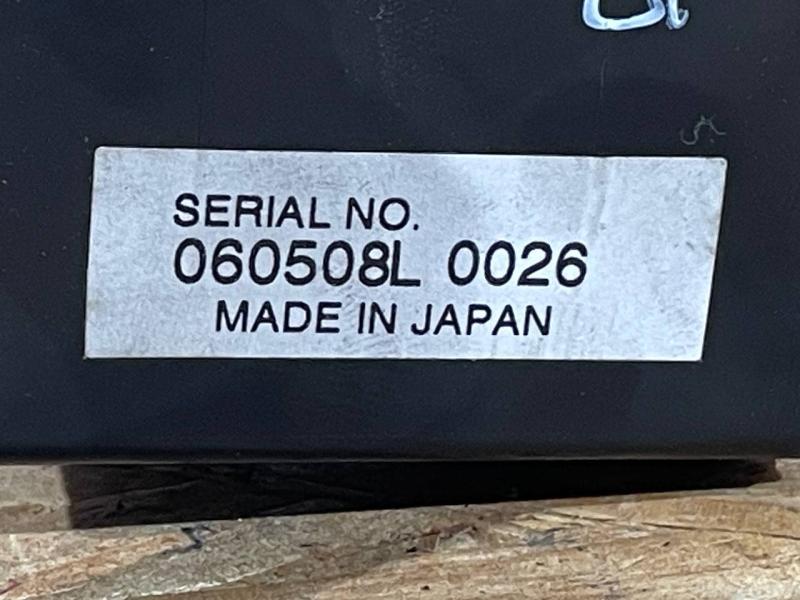 SERIAL NO.
060508L 0026
MADE IN JAPAN